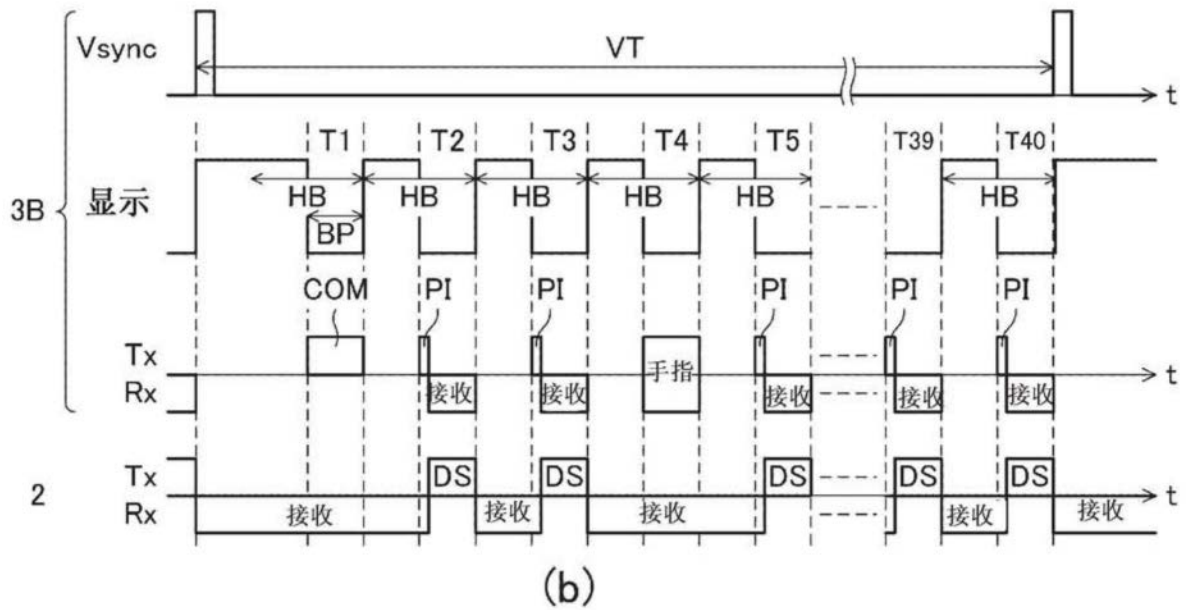 Vsync
VT
t
T1 T2 T3 T4 T5 T39 T40
3B
显示
HB HB HB HB HB HB
BP
COM PI PI PI PI PI
Tx
手指
t
Rx
接收 接收 接收 接收 接收
2
Tx
DS DS DS DS DS
t
Rx
接收 接收 接收 接收 接收
(b)